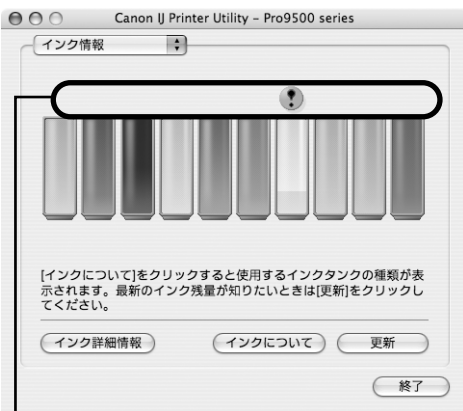 Canon IJ Printer Utility – Pro9500 series
インク情報
[インクについて]をクリックすると使用するインクタンクの種類が表
示されます。最新のインク残量が知りたいときは[更新]をクリックし
てください。
インク詳細情報 インクについて 更新
終了